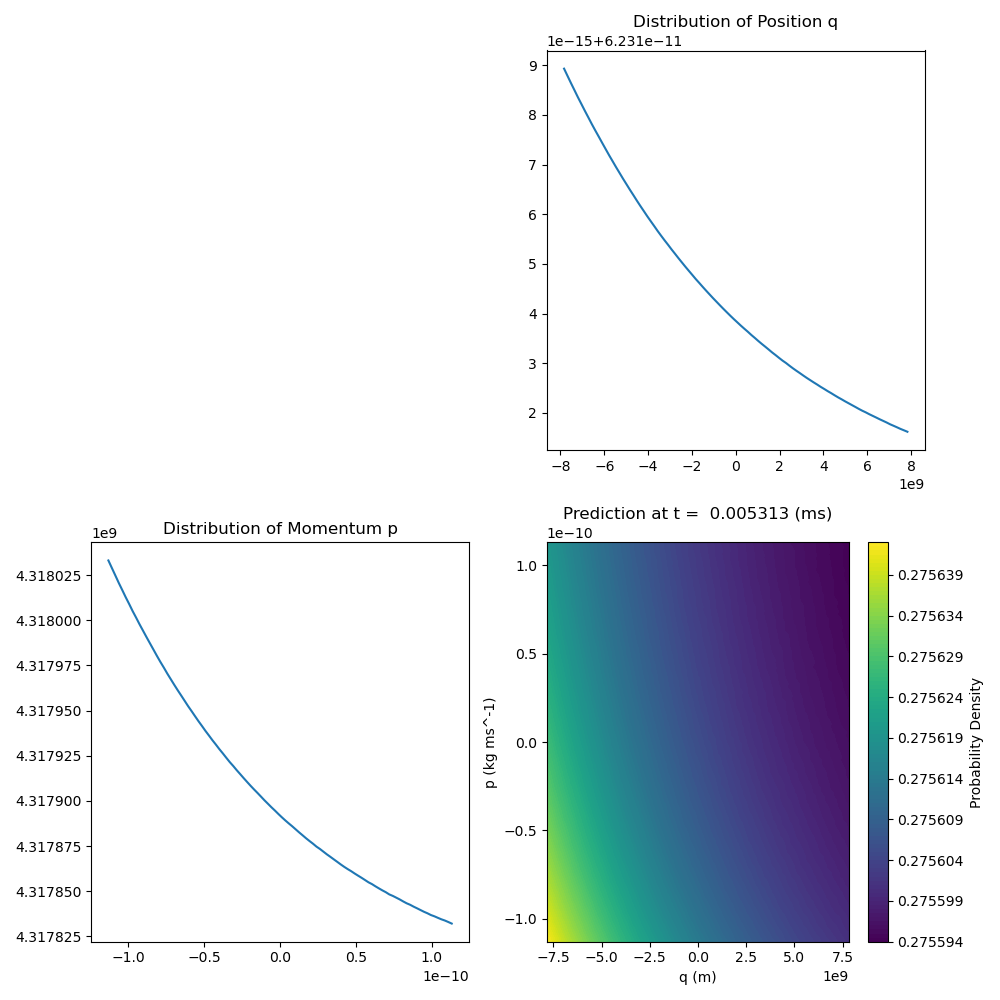 Distribution of Position q
1e−15+6.231e−11
9
8
7
6
5
4
3
2
−8 −6 −4 −2 0 2 4 6 8
1e9
Distribution of Momentum p
1e9
4.318025
4.318000
4.317975
4.317950
4.317925
4.317900
4.317875
4.317850
4.317825
−1.0 −0.5 0.0 0.5 1.0
1e−10
Prediction at t =  0.005313 (ms)
1e−10
1.0
0.5
0.0
−0.5
−1.0
p (kg ms^-1)
−7.5 −5.0 −2.5 0.0 2.5 5.0 7.5
q (m)
1e9
0.275639
0.275634
0.275629
0.275624
0.275619
0.275614
0.275609
0.275604
0.275599
0.275594
Probability Density